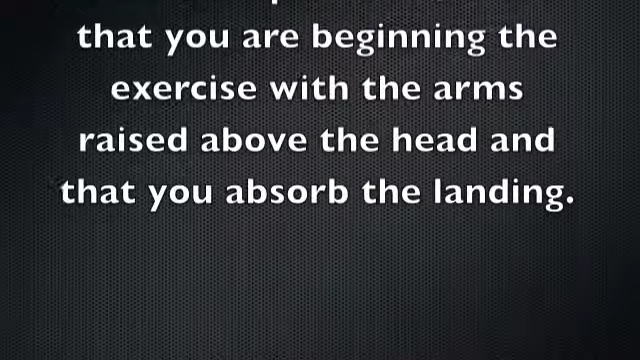 that you are beginning the
exercise with the arms
raised above the head and
that you absorb the landing.